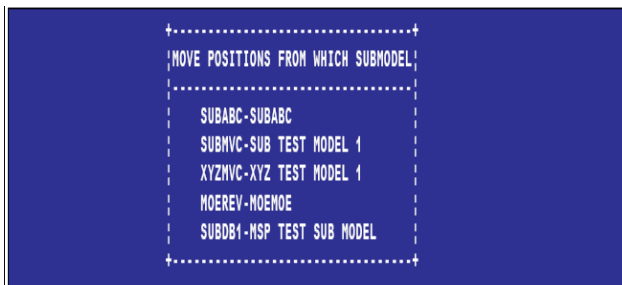 MOVE POSITIONS FROM WHICH SUBMODEL
SUBABC-SUBABC
SUBMVC-SUB TEST MODEL 1
XYZMVC-XYZ TEST MODEL 1
MOEREV-MOEMOE
SUBDB1-MSP TEST SUB MODEL